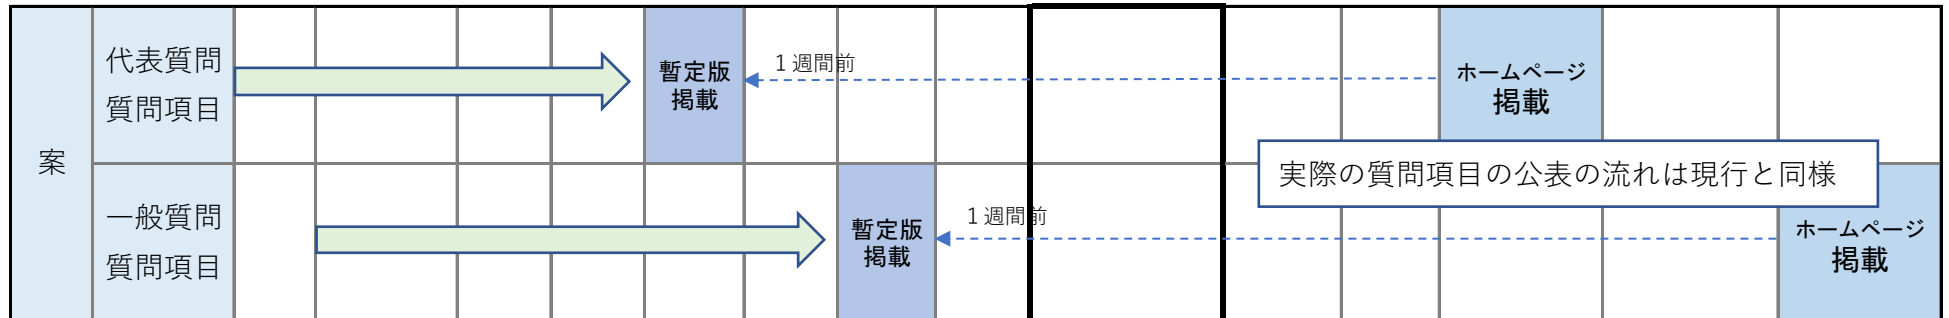 案
代表質問
質問項目
暫定版
掲載
１週間前
ホームページ
掲載
実際の質問項目の公表の流れは現行と同様
一般質問
質問項目
暫定版
掲載
１週間前
ホームページ
掲載